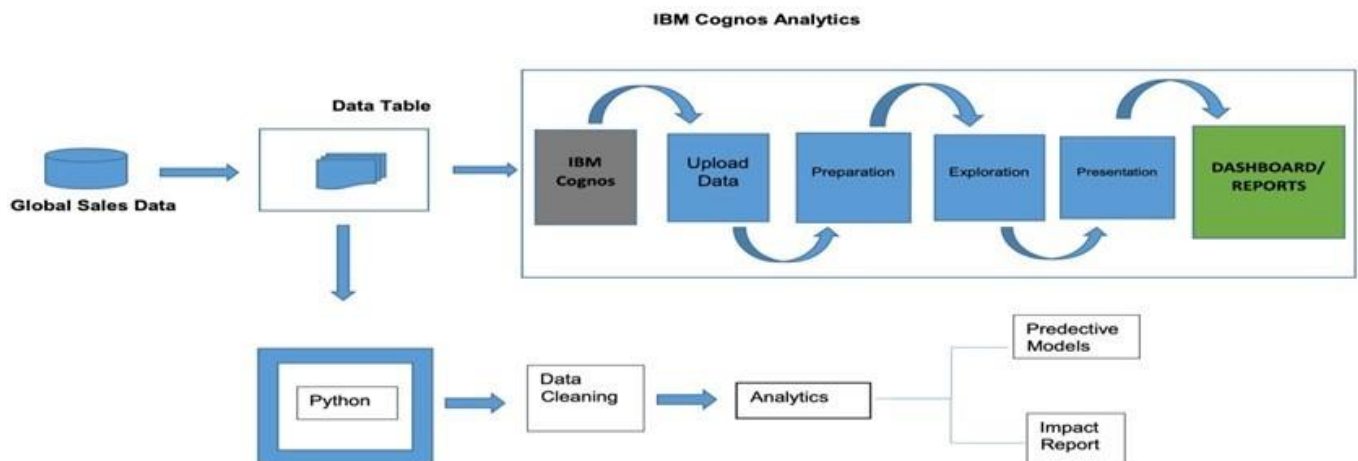 IBM Cognos Analytics
Data Table
Global Sales Data
IBM
Cognos
Upload
Data
Preparation
Exploration
Presentation
DASHBOARD/
REPORTS
Python
Data
Cleaning
Analytics
Predective
Models
Impact
Report